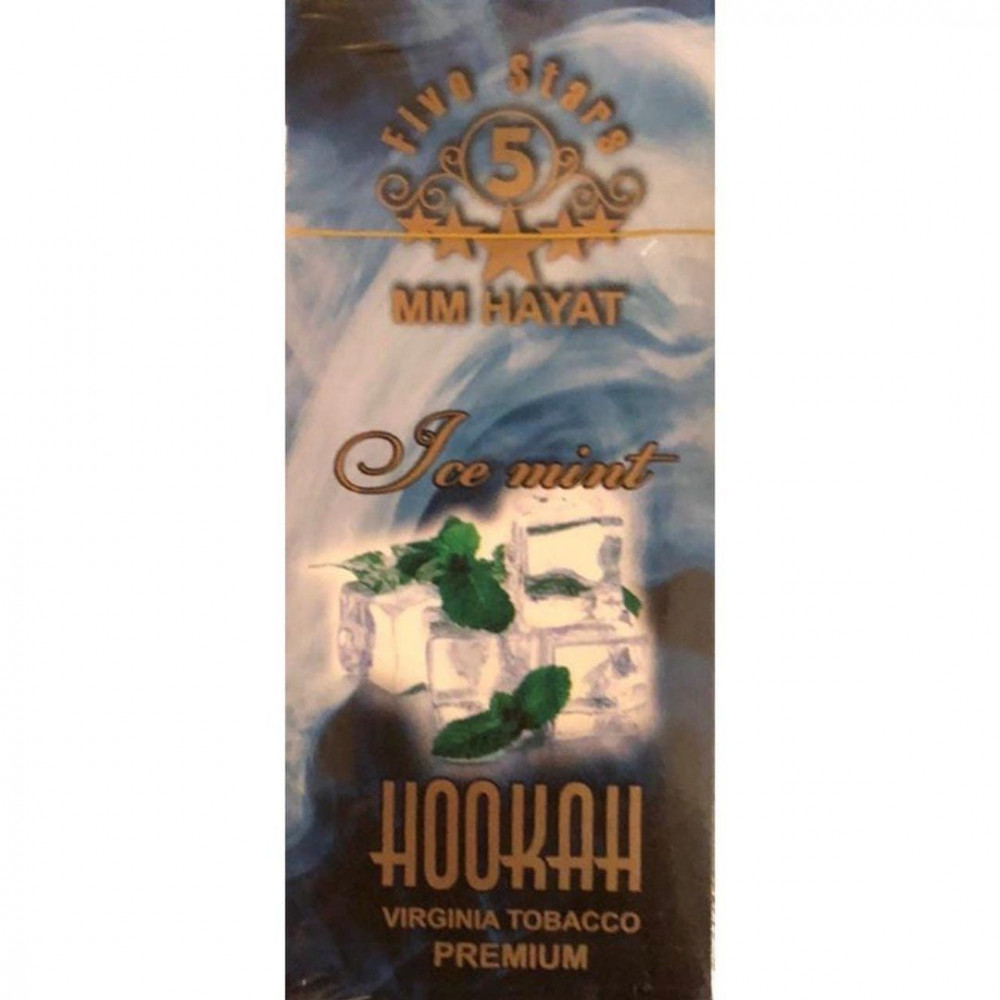 Five Stars
5
MM HAYAT
Ice mint
HOOKAH
VIRGINIA TOBACCO
PREMIUM